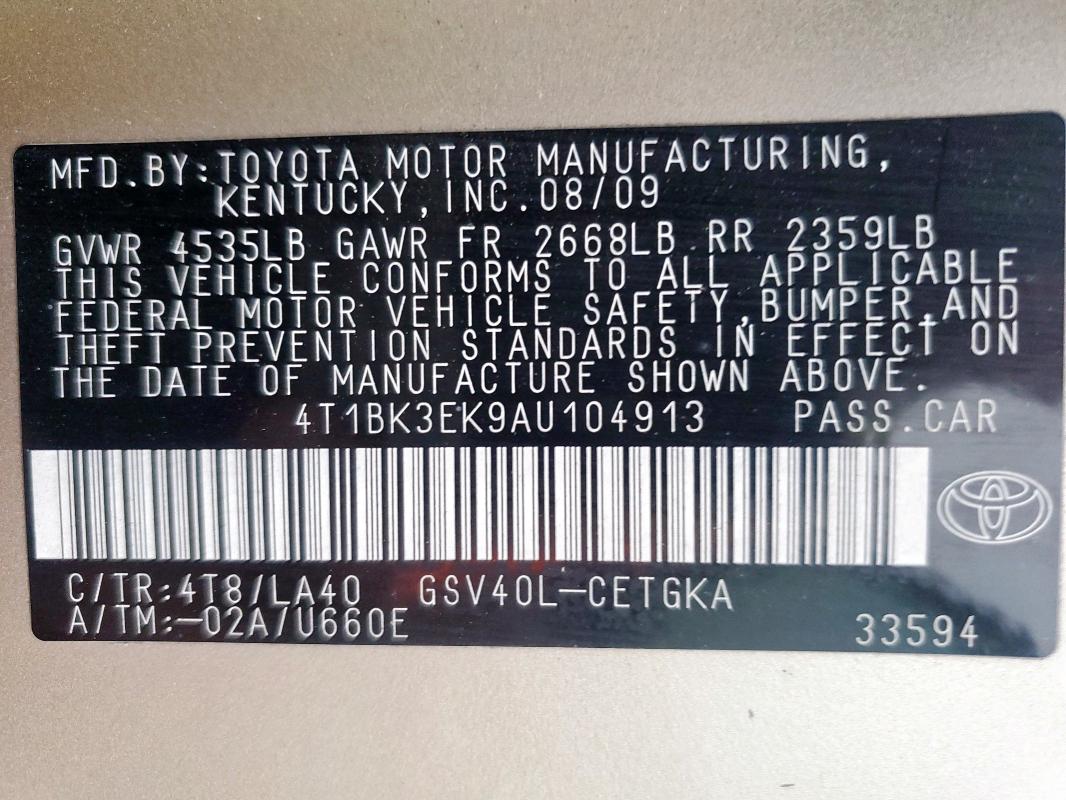 MFD.BY:TOYOTA MOTOR MANUFACTURING,
KENTUCKY, INC. 08/09
GVWR 4535LB GAWR FR 2668LB RR 2359LB
THIS VEHICLE CONFORMS TO ALL APPLICABLE
FEDERAL MOTOR VEHICLE SAFETY,BUMPER,AND
THEFT PREVENTION STANDARDS IN EFFECT ON
THE DATE OF MANUFACTURE SHOWN ABOVE.
4T1BK3EK9AU104913 PASS.CAR
C/TR:4T8/LA40 GSV40L-CETGKA
A/TM:-02A/U660E
33594